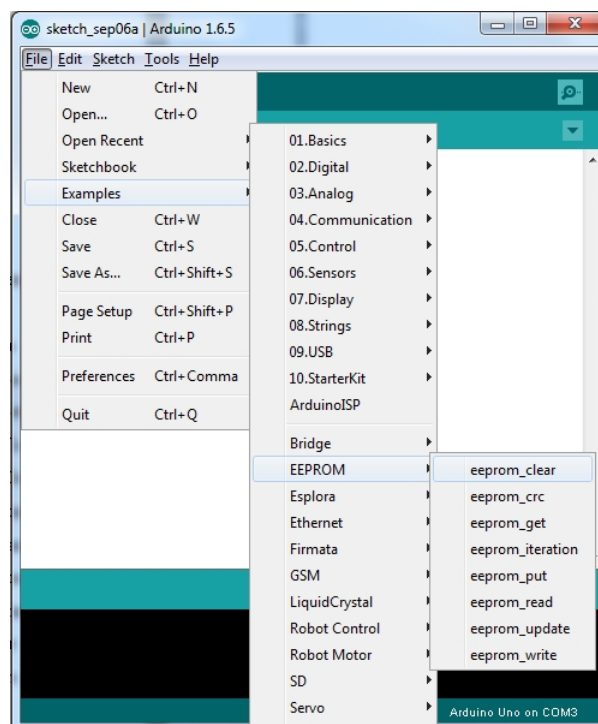 sketch_sep06a | Arduino 1.6.5
File Edit Sketch Tools Help
New Ctrl+N
Open... Ctrl+O
Open Recent
Sketchbook
Examples
Close Ctrl+W
Save Ctrl+S
Save As... Ctrl+Shift+S
Page Setup Ctrl+Shift+P
Print Ctrl+P
Preferences Ctrl+Comma
Quit Ctrl+Q
01.Basics
02.Digital
03.Analog
04.Communication
05.Control
06.Sensors
07.Display
08.Strings
09.USB
10.StarterKit
ArduinoISP
Bridge
EEPROM
Esplora
Ethernet
Firmata
GSM
LiquidCrystal
Robot Control
Robot Motor
SD
Servo
eeprom_clear
eeprom_crc
eeprom_get
eeprom_iteration
eeprom_put
eeprom_read
eeprom_update
eeprom_write
Arduino Uno on COM3